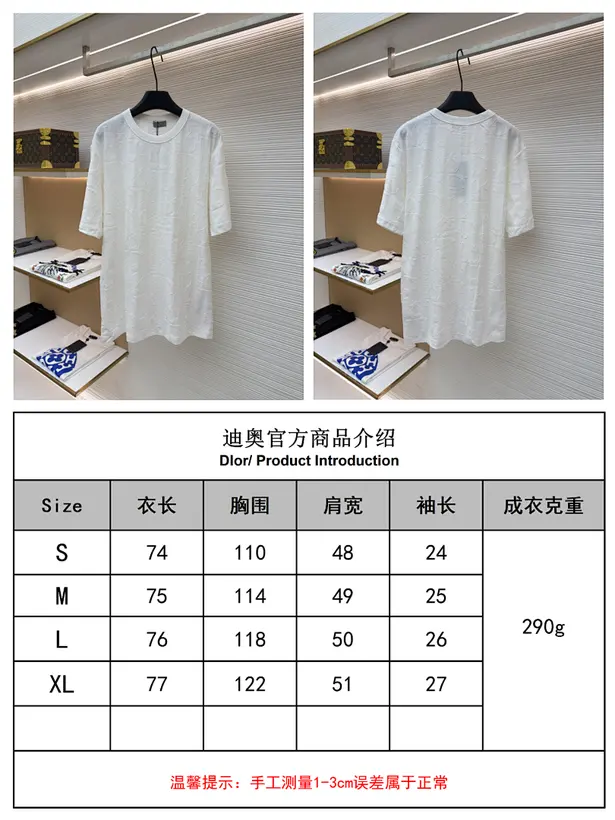 迪奥官方商品介绍
DIor/ Product Introduction
Size 衣长 胸围 肩宽 袖长 成衣克重
S 74 110 48 24
M 75 114 49 25
290g
L 76 118 50 26
XL 77 122 51 27
温馨提示：手工测量1-3cm误差属于正常